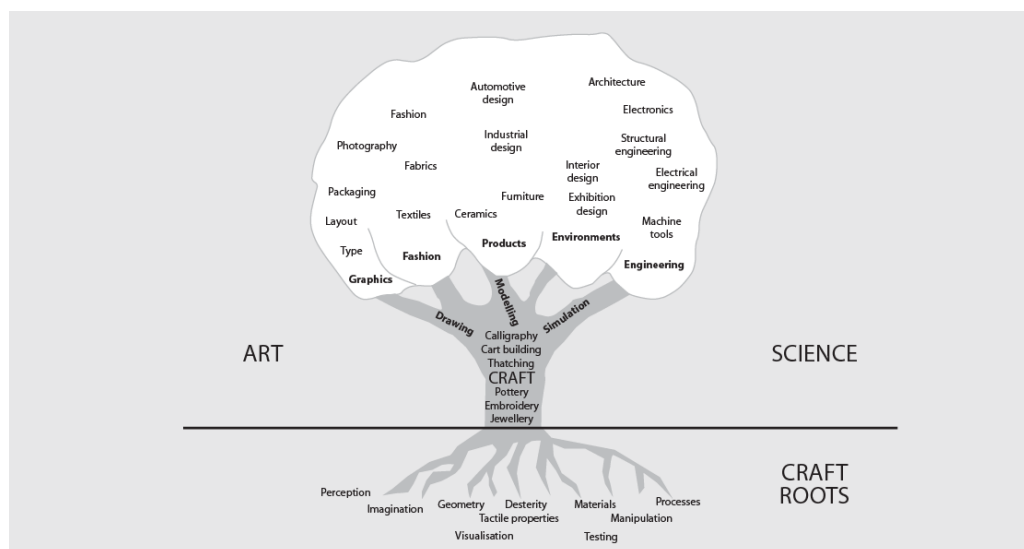 Automotive
design
Architecture
Fashion
Electronics
Industrial
design
Structural
engineering
Photography
Fabrics
Interior
design
Electrical
engineering
Packaging
Furniture
Exhibition
design
Layout
Textiles
Ceramics
Machine
tools
Type
Fashion
Products
Environments
Graphics
Engineering
Drawing
Modelling
Simulation
Calligraphy
Cart building
Thatching
CRAFT
Pottery
Embroidery
Jewellery
ART
SCIENCE
CRAFT
ROOTS
Perception
Imagination
Geometry
Desterity
Materials
Processes
Tactile properties
Manipulation
Visualisation
Testing